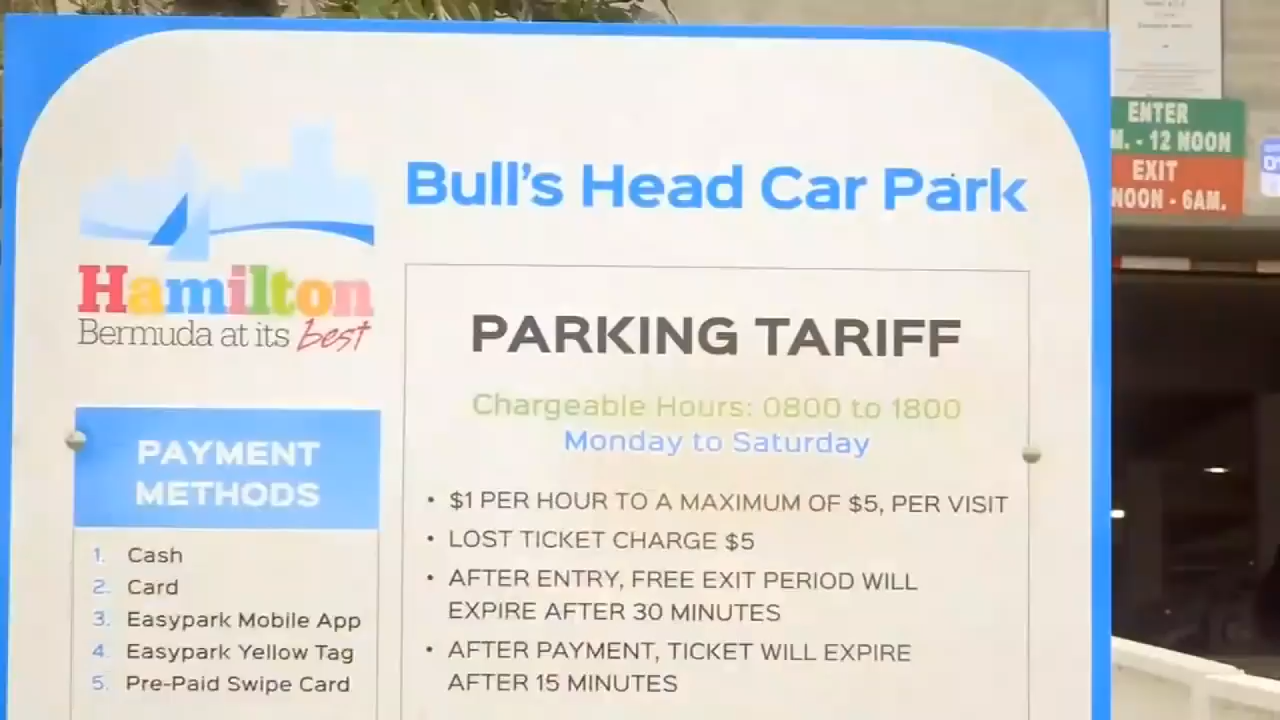 Bull's Head Car Park
Hamilton
Bermuda at its best
PAYMENT
METHODS
1. Cash
2. Card
3. Easypark Mobile App
4. Easypark Yellow Tag
5. Pre-Paid Swipe Card
PARKING TARIFF
Chargeable Hours: 0800 to 1800
Monday to Saturday
• $1 PER HOUR TO A MAXIMUM OF $5, PER VISIT
• LOST TICKET CHARGE $5
• AFTER ENTRY, FREE EXIT PERIOD WILL
EXPIRE AFTER 30 MINUTES
• AFTER PAYMENT, TICKET WILL EXPIRE
AFTER 15 MINUTES
ENTER
M. - 12 NOON
EXIT
NOON - 6AM.